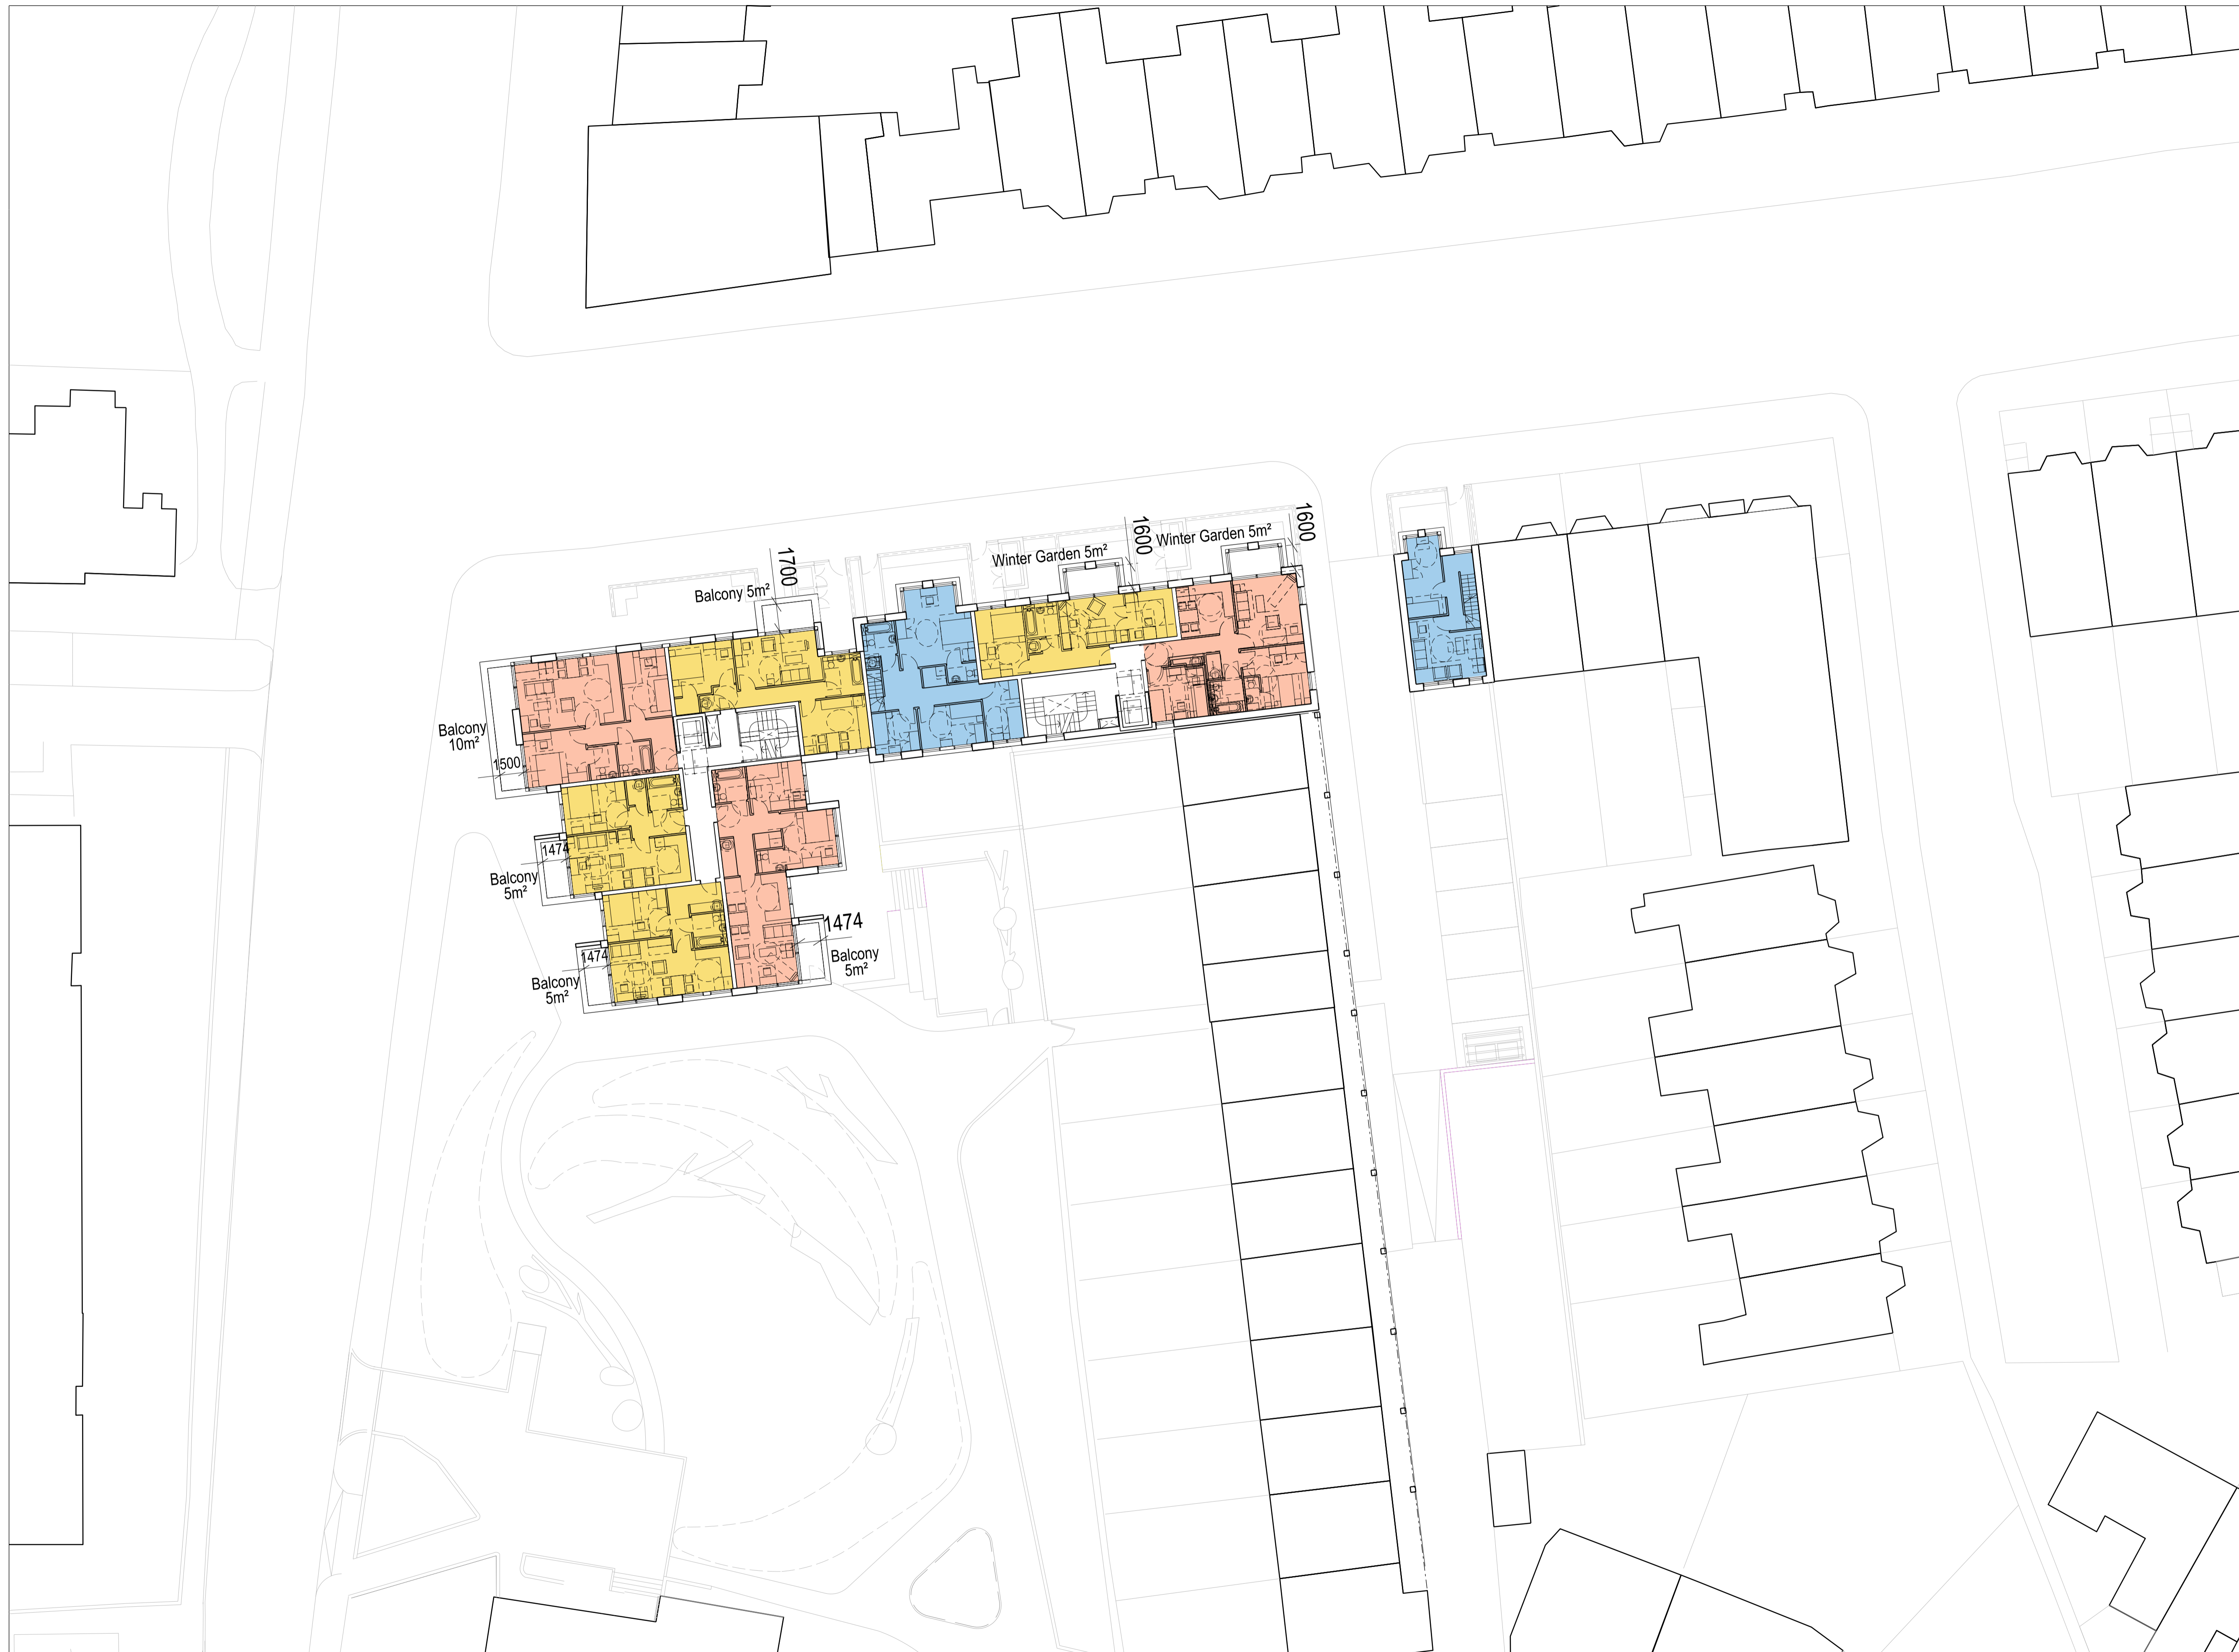 1600
1600
Winter Garden 5m²
Winter Garden 5m²
1700
Balcony 5m²
Balcony
10m²
1500
1474
Balcony
5m²
1474
Balcony
5m²
1474
Balcony
5m²